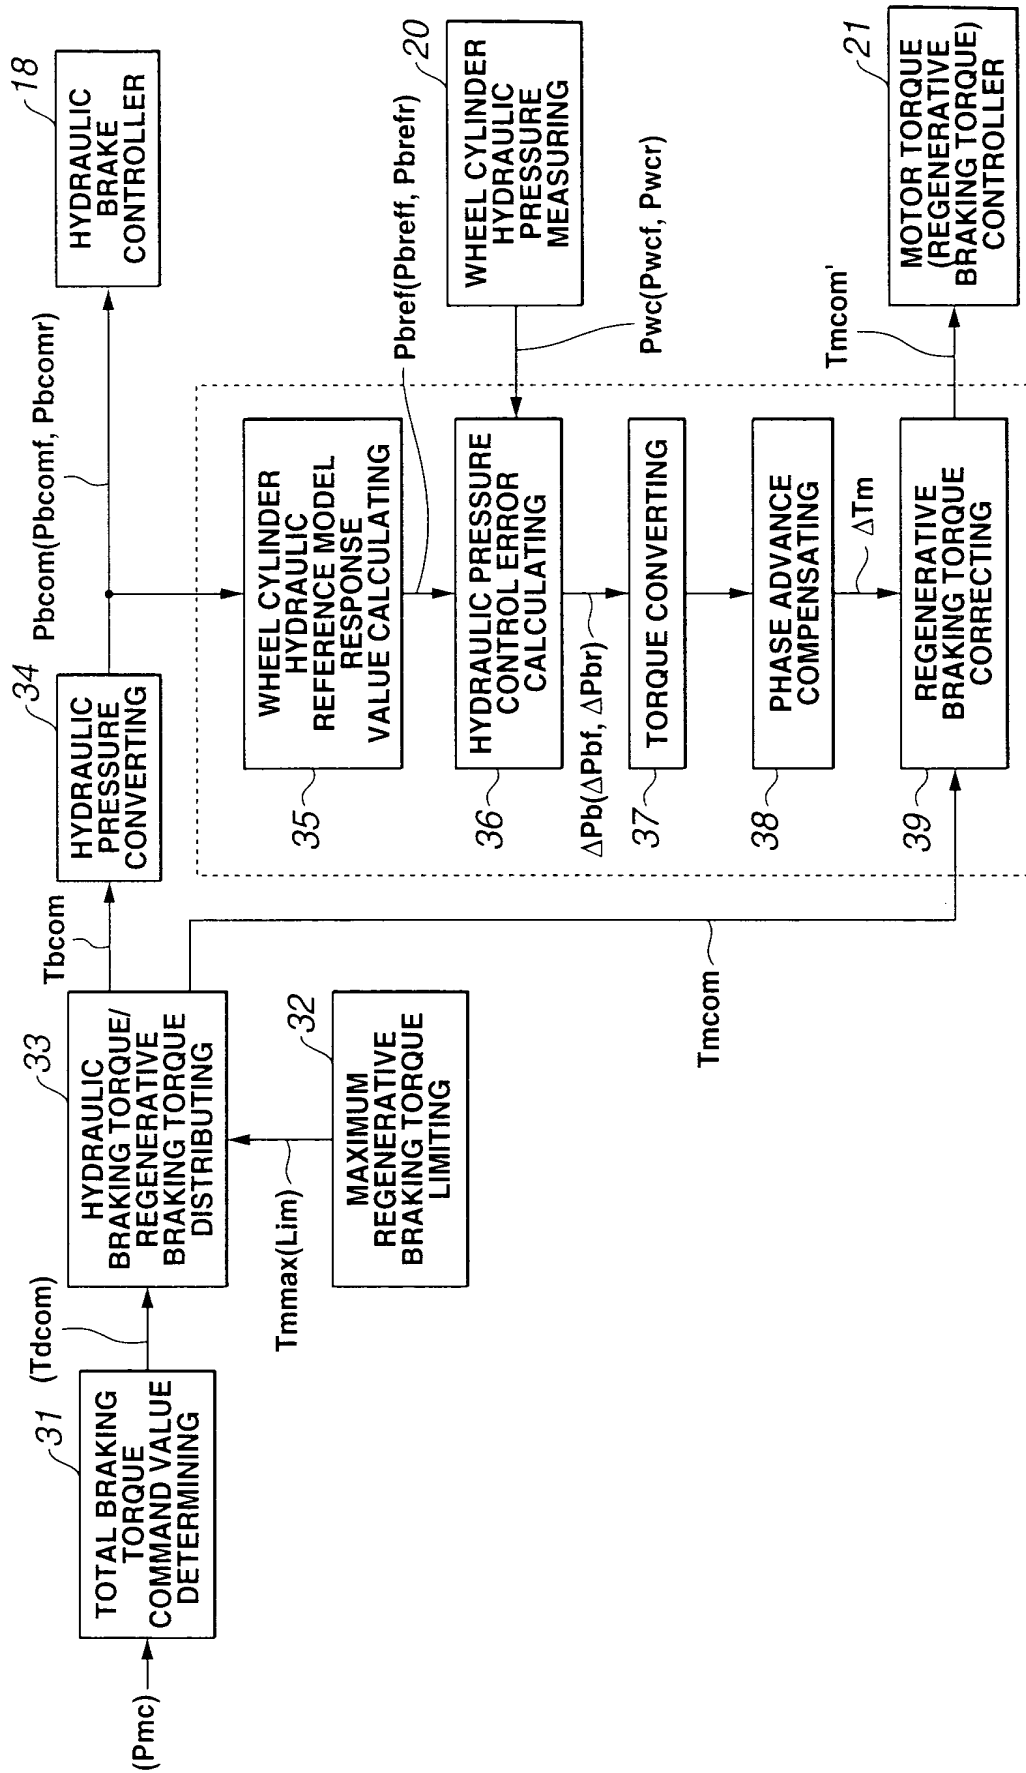 (Pmc)
31
TOTAL BRAKING
TORQUE
COMMAND VALUE
DETERMINING
(Tdcom)
33
HYDRAULIC
BRAKING TORQUE/
REGENERATIVE
BRAKING TORQUE
DISTRIBUTING
Tmmax(Lim)
32
MAXIMUM
REGENERATIVE
BRAKING TORQUE
LIMITING
Tbcom
34
HYDRAULIC
PRESSURE
CONVERTING
Pbcom(Pbcomf, Pbcomr)
18
HYDRAULIC
BRAKE
CONTROLLER
Tmcom
35
WHEEL CYLINDER
HYDRAULIC
REFERENCE MODEL
RESPONSE
VALUE CALCULATING
Pbref(Pbreff, Pbrefr)
36
HYDRAULIC PRESSURE
CONTROL ERROR
CALCULATING
20
WHEEL CYLINDER
HYDRAULIC
PRESSURE
MEASURING
Pwc(Pwcf, Pwcr)
ΔPb(ΔPbf, ΔPbr)
37
TORQUE CONVERTING
38
PHASE ADVANCE
COMPENSATING
ΔTm
39
REGENERATIVE
BRAKING TORQUE
CORRECTING
Tmcom'
21
MOTOR TORQUE
(REGENERATIVE
BRAKING TORQUE)
CONTROLLER